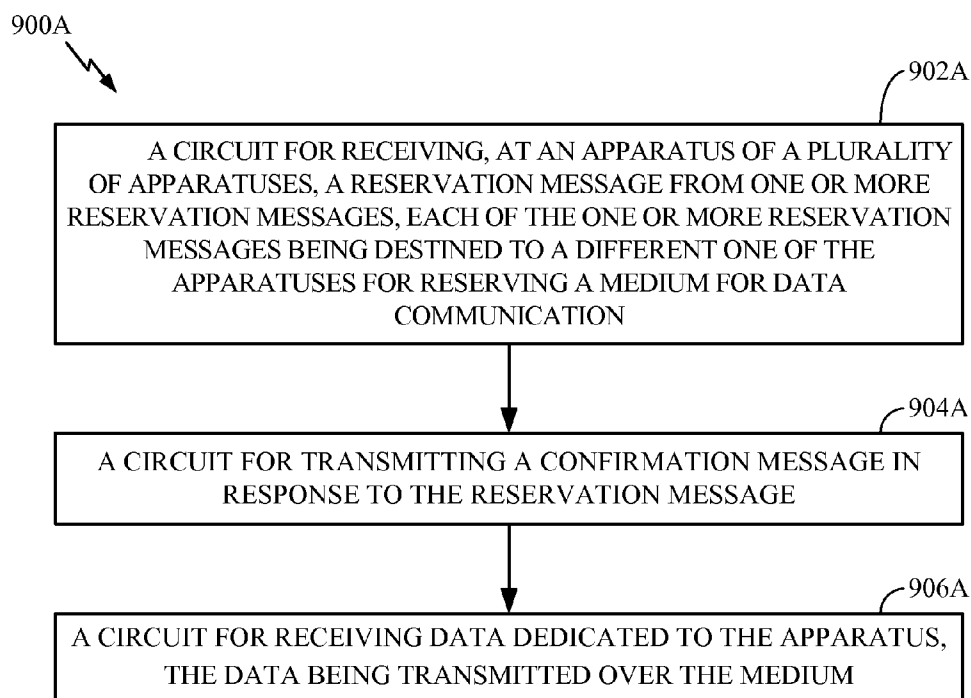 900A
902A
A CIRCUIT FOR RECEIVING, AT AN APPARATUS OF A PLURALITY
OF APPARATUSES, A RESERVATION MESSAGE FROM ONE OR MORE
RESERVATION MESSAGES, EACH OF THE ONE OR MORE RESERVATION
MESSAGES BEING DESTINED TO A DIFFERENT ONE OF THE
APPARATUSES FOR RESERVING A MEDIUM FOR DATA
COMMUNICATION
904A
A CIRCUIT FOR TRANSMITTING A CONFIRMATION MESSAGE IN
RESPONSE TO THE RESERVATION MESSAGE
906A
A CIRCUIT FOR RECEIVING DATA DEDICATED TO THE APPARATUS,
THE DATA BEING TRANSMITTED OVER THE MEDIUM